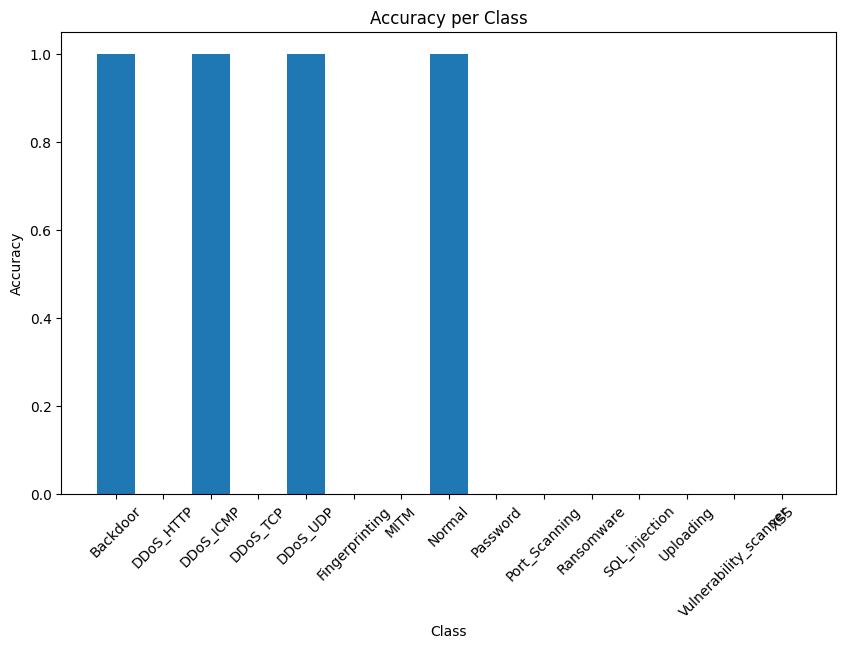 Accuracy per Class
Accuracy
1.0
0.8
0.6
0.4
0.2
0.0
Backdoor
DDoS_HTTP
DDoS_ICMP
DDoS_TCP
DDoS_UDP
Fingerprinting
MITM
Normal
Password
Port_Scanning
Ransomware
SQL_injection
Uploading
Vulnerability_scanner
XSS
Class